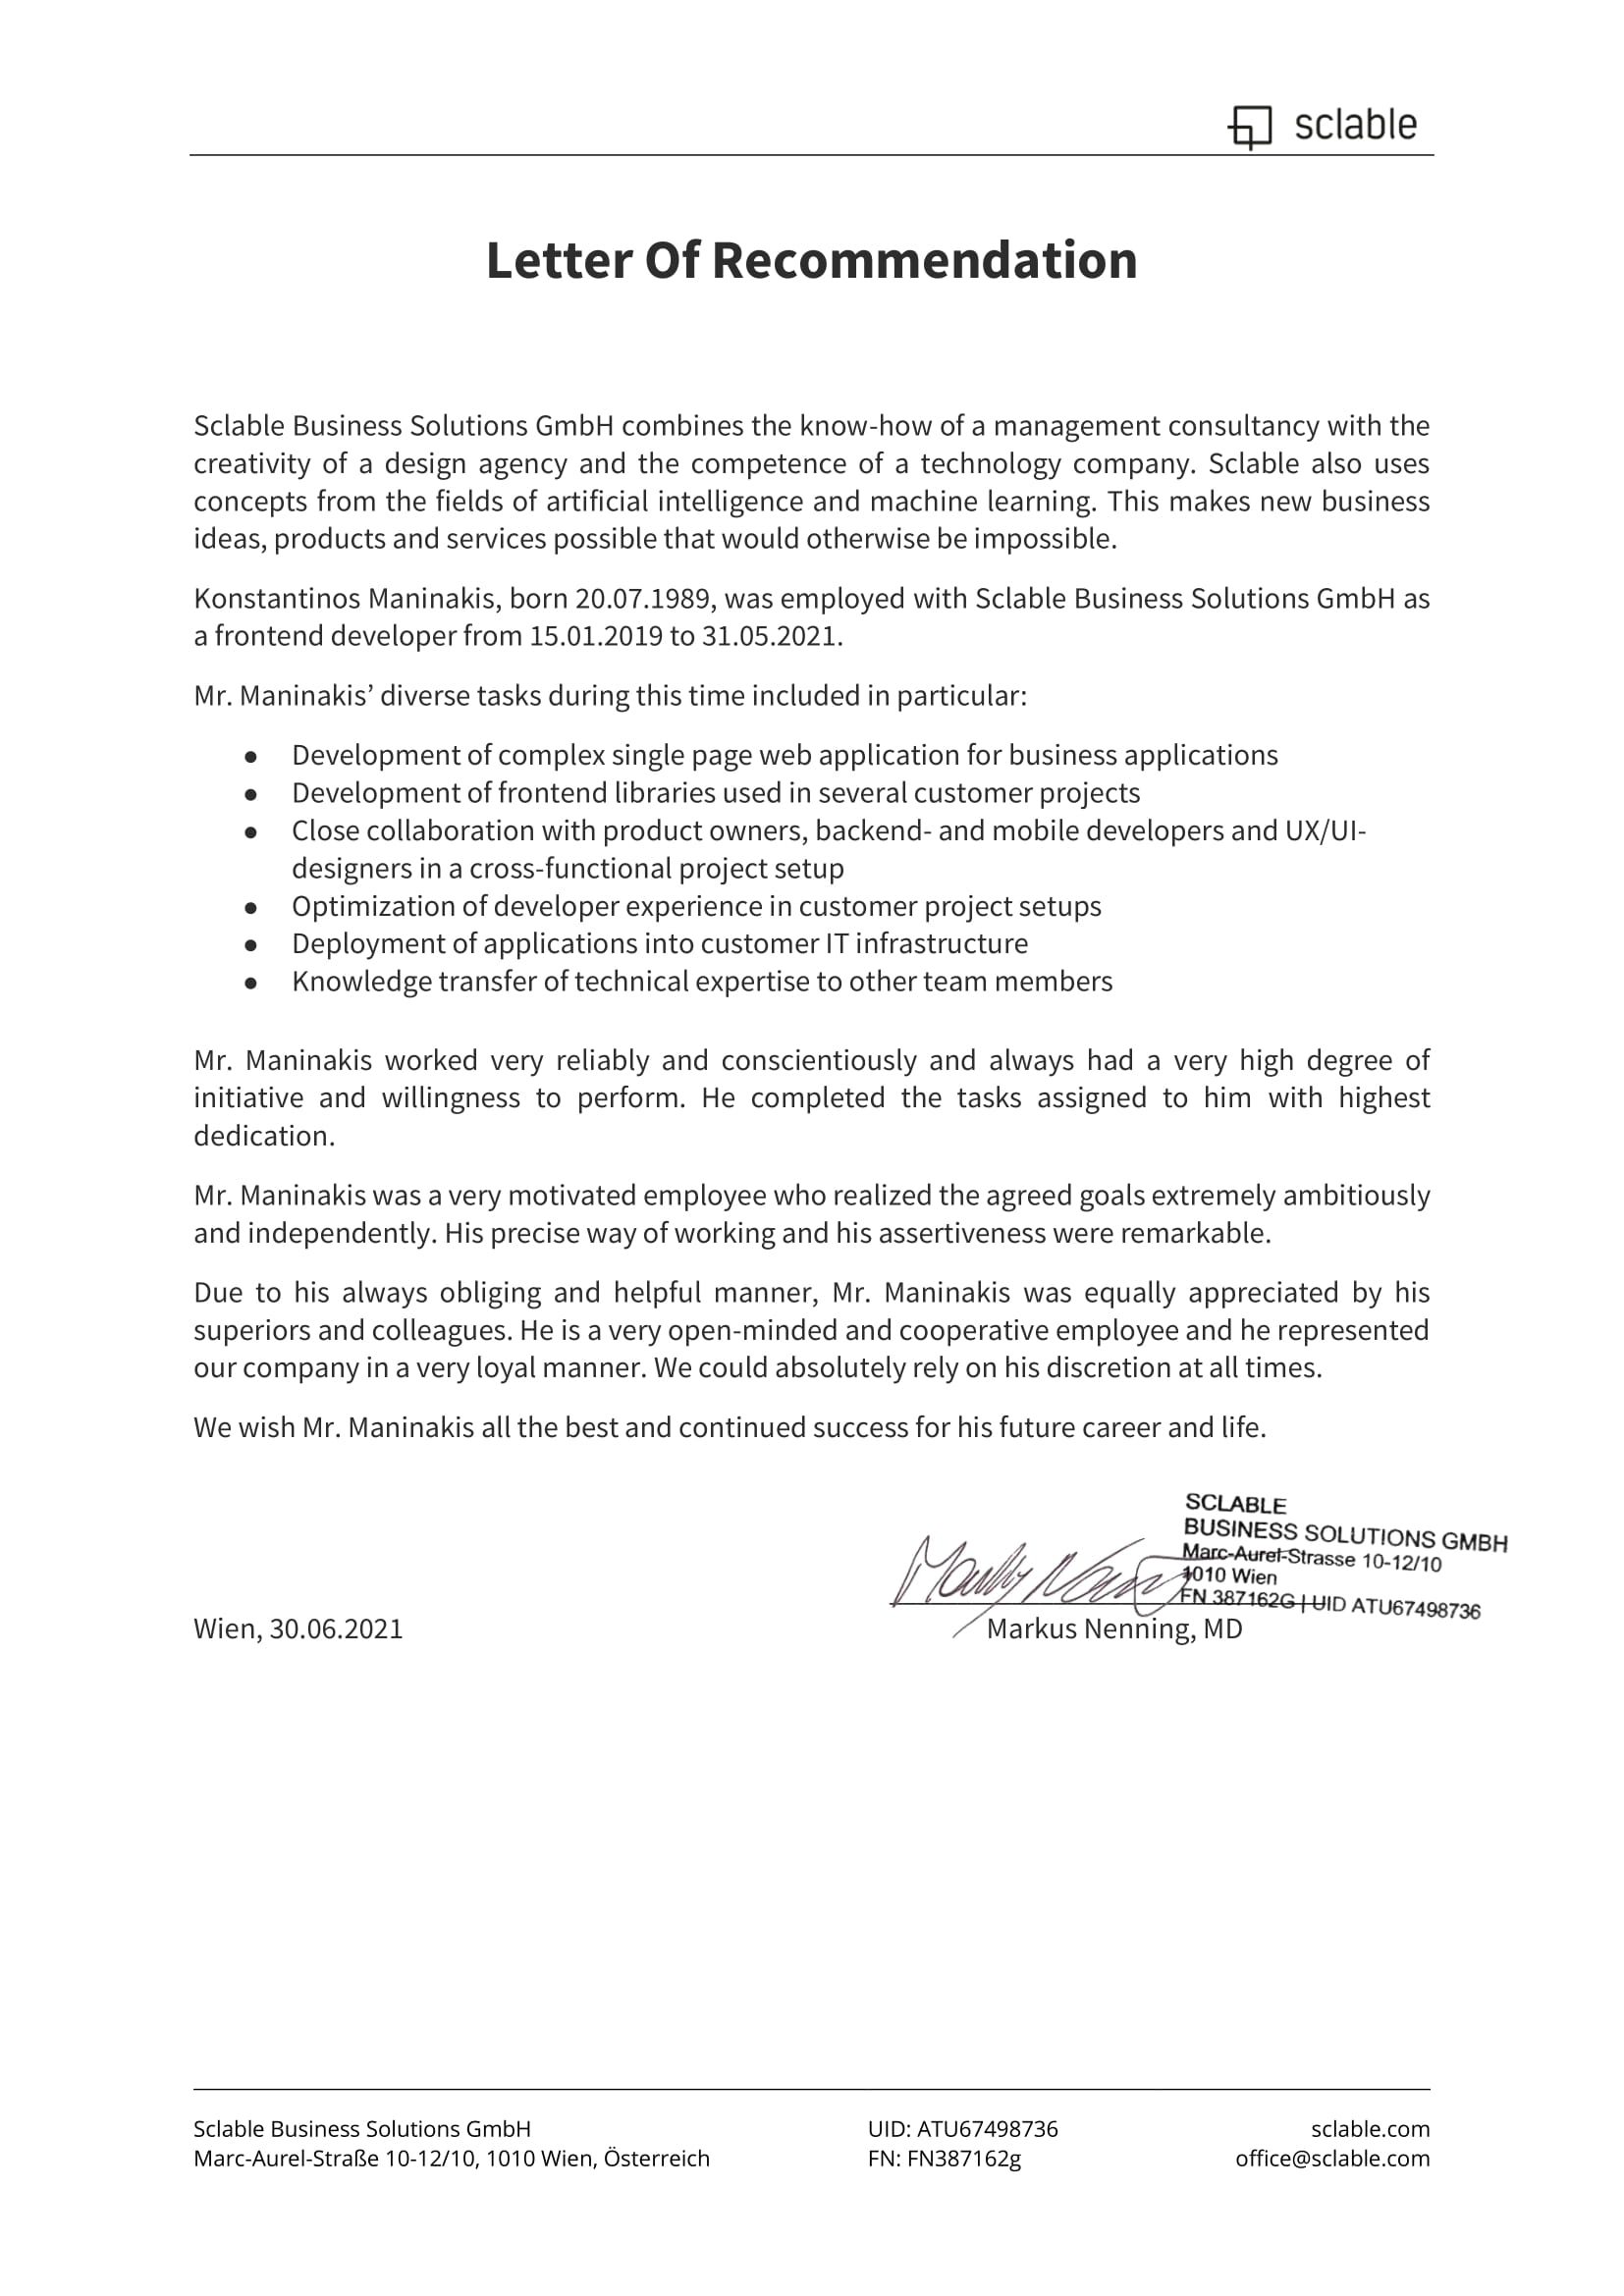 sclable
Letter Of Recommendation
Sclable Business Solutions GmbH combines the know-how of a management consultancy with the
creativity of a design agency and the competence of a technology company. Sclable also uses
concepts from the fields of artificial intelligence and machine learning. This makes new business
ideas, products and services possible that would otherwise be impossible.
Konstantinos Maninakis, born 20.07.1989, was employed with Sclable Business Solutions GmbH as
a frontend developer from 15.01.2019 to 31.05.2021.
Mr. Maninakis’ diverse tasks during this time included in particular:
● Development of complex single page web application for business applications
● Development of frontend libraries used in several customer projects
● Close collaboration with product owners, backend- and mobile developers and UX/UI-
designers in a cross-functional project setup
● Optimization of developer experience in customer project setups
● Deployment of applications into customer IT infrastructure
● Knowledge transfer of technical expertise to other team members
Mr. Maninakis worked very reliably and conscientiously and always had a very high degree of
initiative and willingness to perform. He completed the tasks assigned to him with highest
dedication.
Mr. Maninakis was a very motivated employee who realized the agreed goals extremely ambitiously
and independently. His precise way of working and his assertiveness were remarkable.
Due to his always obliging and helpful manner, Mr. Maninakis was equally appreciated by his
superiors and colleagues. He is a very open-minded and cooperative employee and he represented
our company in a very loyal manner. We could absolutely rely on his discretion at all times.
We wish Mr. Maninakis all the best and continued success for his future career and life.
SCLABLE
BUSINESS SOLUTIONS GMBH
Marc-Aurel-Strasse 10-12/10
1010 Wien
FN 387162G | UID ATU67498736
Wien, 30.06.2021
Markus Nenning, MD
Sclable Business Solutions GmbH
Marc-Aurel-Straße 10-12/10, 1010 Wien, Österreich
UID: ATU67498736
FN: FN387162g
sclable.com
office@sclable.com